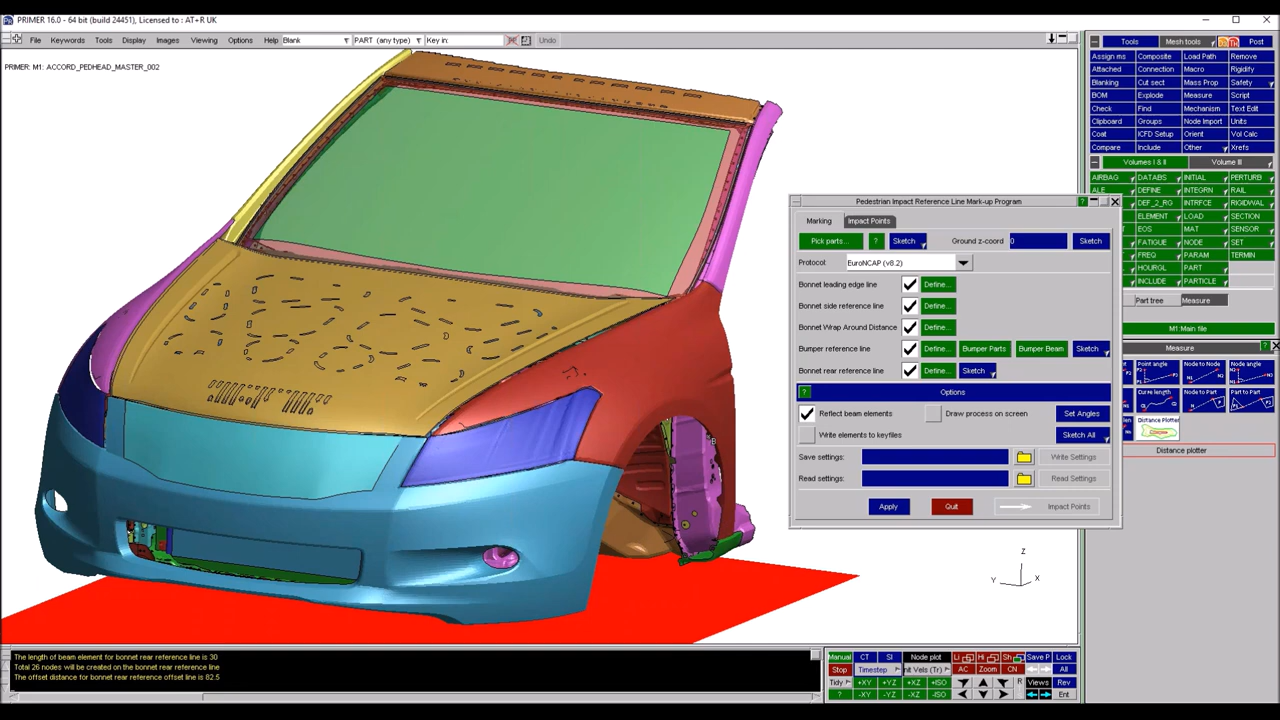 PRIMER 16.0 - 64 bit (build 24451), Licensed to : AT+R UK
File Keywords Tools Display Images Viewing Options Help Blank PART (any type) Key in: Undo
PRIMER: M1: ACCORD_PEDHEAD_MASTER_002
Tools Mesh tools Post
Assign ms Composite Load Path Remove
Attached Connection Macro Rigidify
Blanking Cut sect Mass Prop Safety
BOM Explode Measure Script
Check Find Mechanism Text Edit
Clipboard Groups Node Import Units
Coat ICFD Setup Orient Vol Calc
Compare Include Other Xrefs
Volumes I & II Volume III
AIRBAG DATABS INITIAL PERTURB
ALE DEFINE INTEGRN RAIL
DEF_2_RG INTRFCE RIGIDWAL
ELEMENT LOAD SECTION
EOS MAT SENSOR
FATIGUE NODE SET
FREQ PARAM TERMIN
HOURGL PART
INCLUDE PARTICLE
Part tree Measure
M1:Main file
Measure
?
Point angle Node to Node Node angle
Curve length Node to Part Part to Part
Distance Plotter
Distance plotter
Pedestrian Impact Reference Line Mark-up Program
?
Marking Impact Points
Pick parts... ? Sketch Ground z-coord 0 Sketch
Protocol: EuroNCAP (v8.2)
Bonnet leading edge line Define...
Bonnet side reference line Define...
Bonnet Wrap Around Distance Define...
Bumper reference line Define... Bumper Parts Bumper Beam Sketch
Bonnet rear reference line Define... Sketch
? Options
Reflect beam elements Draw process on screen Set Angles
Write elements to keyfiles Sketch All
Save settings: Write Settings
Read settings: Read Settings
Apply Quit Impact Points
Z
Y X
The length of beam element for bonnet rear reference line is 30
Total 26 nodes will be created on the bonnet rear reference line
The offset distance for bonnet rear reference offset line is 82.5
Manual CT SI Node plot Li Hi Sh Save P Lock
Stop Timestep nit Vels (Tr) AC Zoom CN All
Tidy +XY +YZ +XZ +ISO R Views Rev
? -XY -YZ -XZ -ISO Ent